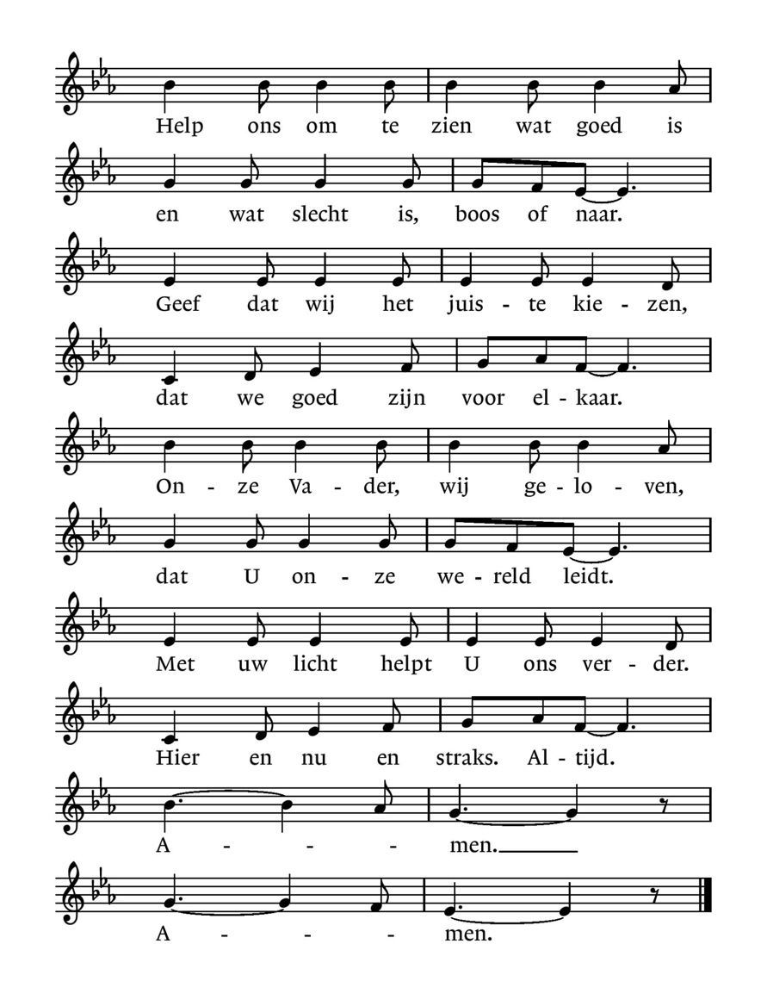 Help ons om te zien wat goed is
en wat slecht is, boos of naar.
Geef dat wij het juis - te kie - zen,
dat we goed zijn voor el - kaar.
On - ze Va - der, wij ge - lo - ven,
dat U on - ze we - reld leidt.
Met uw licht helpt U ons ver - der.
Hier en nu en straks. Al - tijd.
A - - - men.
A - - - men.